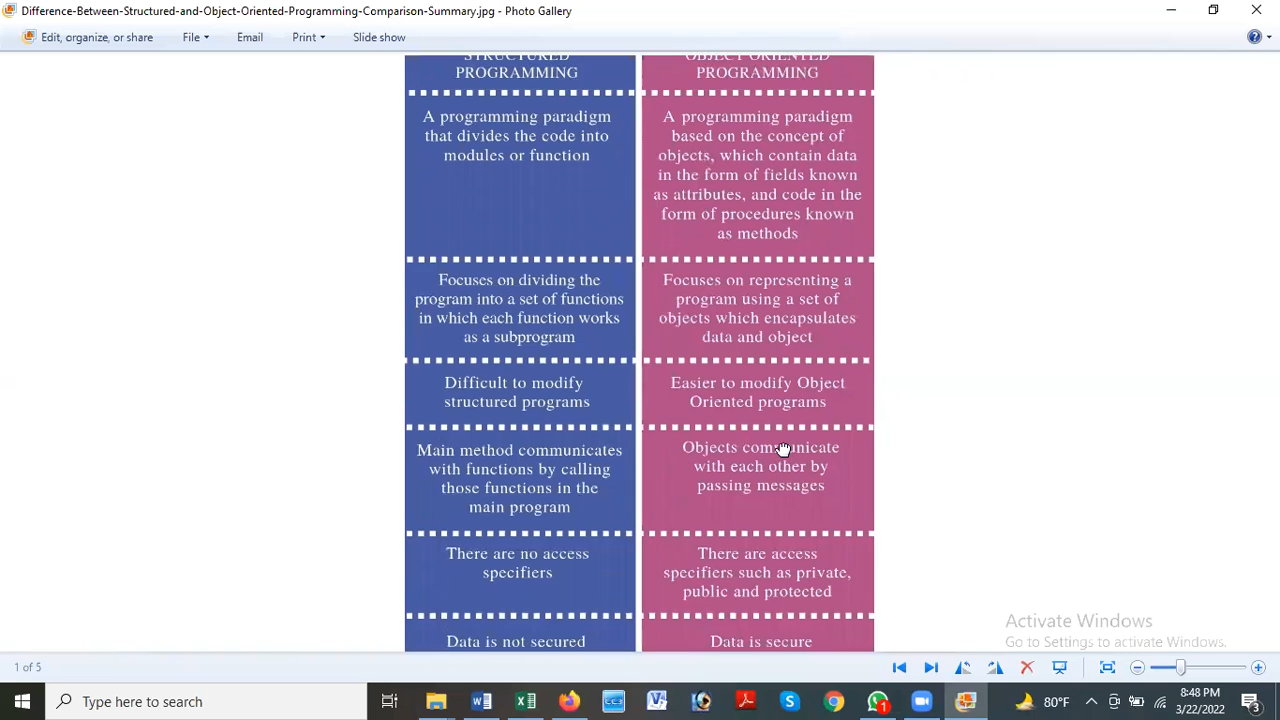 Difference-Between-Structured-and-Object-Oriented-Programming-Comparison-Summary.jpg - Photo Gallery
Edit, organize, or share
File
Email
Print
Slide show
STRUCTURED
PROGRAMMING
A programming paradigm
that divides the code into
modules or function
Focuses on dividing the
program into a set of functions
in which each function works
as a subprogram
Difficult to modify
structured programs
Main method communicates
with functions by calling
those functions in the
main program
There are no access
specifiers
Data is not secured
OBJECT ORIENTED
PROGRAMMING
A programming paradigm
based on the concept of
objects, which contain data
in the form of fields known
as attributes, and code in the
form of procedures known
as methods
Focuses on representing a
program using a set of
objects which encapsulates
data and object
Easier to modify Object
Oriented programs
Objects communicate
with each other by
passing messages
There are access
specifiers such as private,
public and protected
Data is secure
Activate Windows
Go to Settings to activate Windows.
1 of 5
Type here to search
1
80°F
8:48 PM
3/22/2022
3